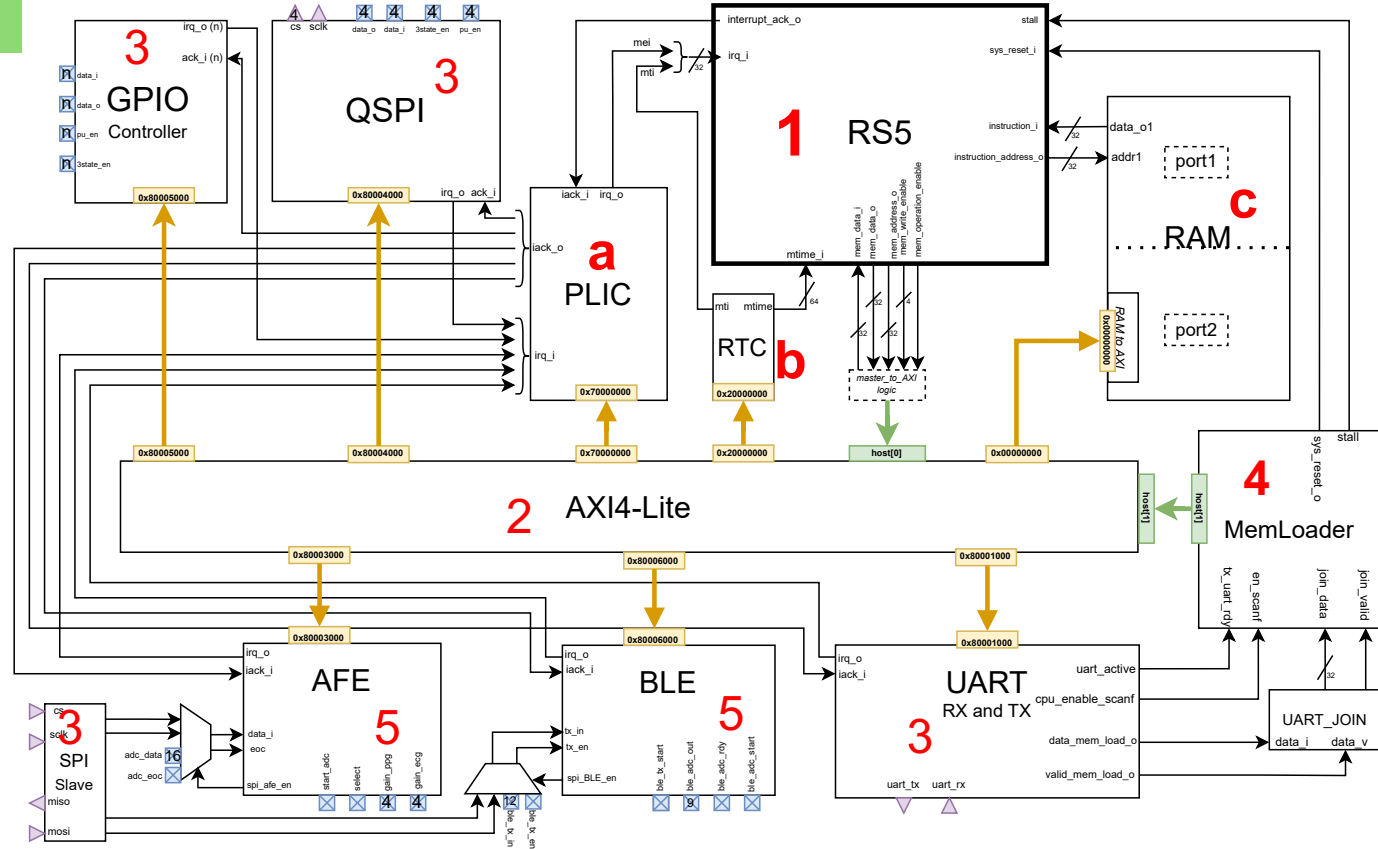 irq_o (n)
ack_i (n)
3
n data_i
n data_o
n pu_en
n 3state_en
GPIO
Controller
0x80005000
4
cs sclk
4 4 4 4
data_o data_i 3state_en pu_en
3
QSPI
0x80004000
irq_o ack_i
iack_o
irq_i
iack_i irq_o
a
PLIC
0x70000000
mei
mti
32
interrupt_ack_o
irq_i
stall
sys_reset_i
1 RS5
instruction_i
instruction_address_o
32
32
mtime_i
mem_data_i
mem_data_o
mem_address_o
mem_write_enable
mem_operation_enable
64
32
4
32
32
mti mtime
RTC
b
0x20000000
master_to_AXI
logic
data_o1
addr1
port1
c
RAM
port2
RAM to AXI
0x00000000
0x80005000
0x80004000
0x70000000
0x20000000
host[0]
0x00000000
2 AXI4-Lite
host[1]
host[1]
0x80003000
0x80006000
0x80001000
sys_reset_o
stall
4
MemLoader
tx_uart_rdy
en_scanf
join_data
join_valid
32
UART_JOIN
data_i data_v
0x80003000
irq_o
iack_i
AFE
5
data_i
eoc
spi_afe_en
start_adc
select
gain_ppg
gain_ecg
4 4
cs
sclk
3
SPI
Slave
miso
mosi
adc_data 16
adc_eoc
0x80006000
irq_o
iack_i
BLE
5
tx_in
tx_en
spi_BLE_en
ble_tx_start
ble_adc_out
ble_adc_rdy
ble_adc_start
9
12
ble_tx_in
ble_tx_en
0x80001000
irq_o
iack_i
UART
RX and TX
3
uart_active
cpu_enable_scanf
data_mem_load_o
valid_mem_load_o
uart_tx uart_rx